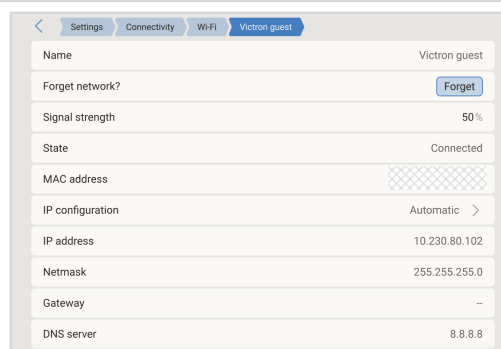 Settings Connectivity Wi-Fi Victron guest
Name Victron guest
Forget network? Forget
Signal strength 50%
State Connected
MAC address
IP configuration Automatic
IP address 10.230.80.102
Netmask 255.255.255.0
Gateway --
DNS server 8.8.8.8